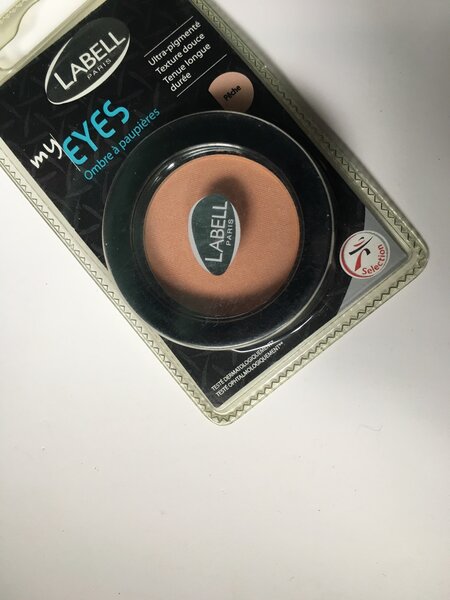 LABELL
PARIS
Ultra-pigmenté
Texture douce
Tenue longue
durée
Pêche
my EYES
Ombre à paupières
LABELL
PARIS
Selection
TESTÉ DERMATOLOGIQUEMENT*
TESTÉ OPHTALMOLOGIQUEMENT**